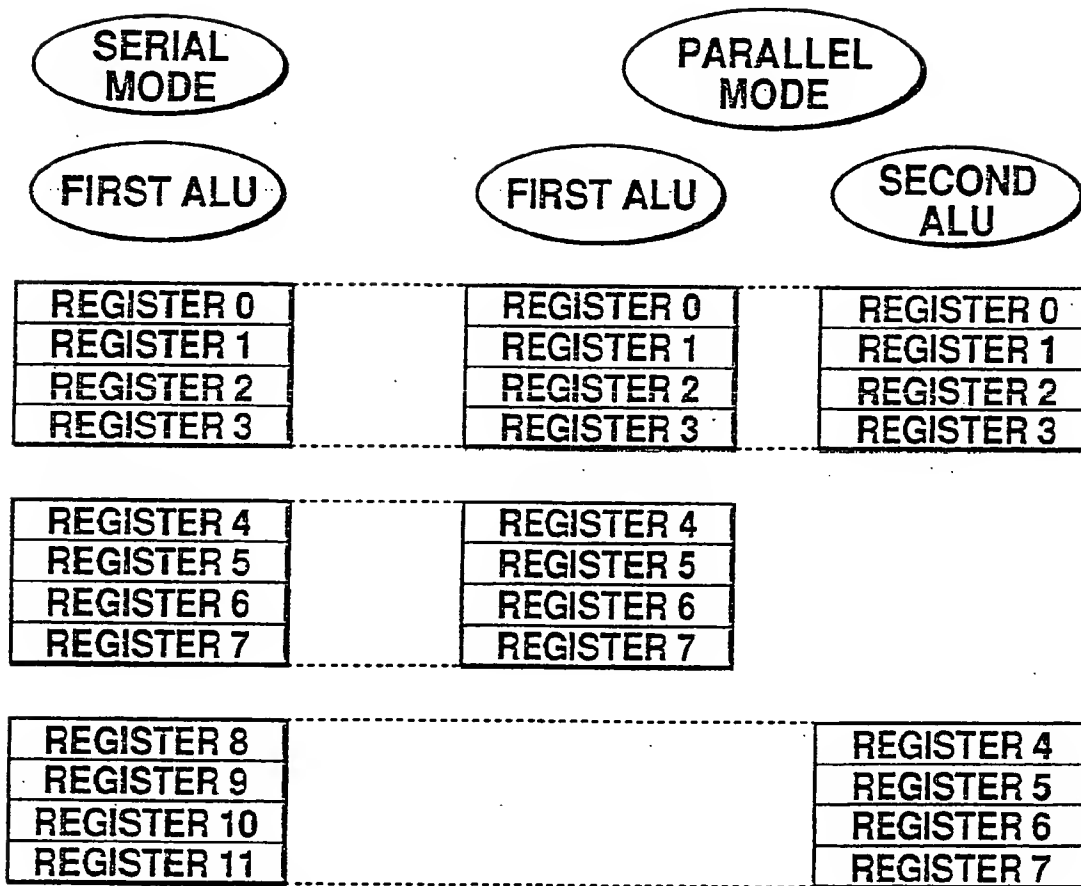 SERIAL
MODE
PARALLEL
MODE
FIRST ALU
FIRST ALU
SECOND
ALU
REGISTER 0
REGISTER 1
REGISTER 2
REGISTER 3
REGISTER 0
REGISTER 1
REGISTER 2
REGISTER 3
REGISTER 0
REGISTER 1
REGISTER 2
REGISTER 3
REGISTER 4
REGISTER 5
REGISTER 6
REGISTER 7
REGISTER 4
REGISTER 5
REGISTER 6
REGISTER 7
REGISTER 8
REGISTER 9
REGISTER 10
REGISTER 11
REGISTER 4
REGISTER 5
REGISTER 6
REGISTER 7